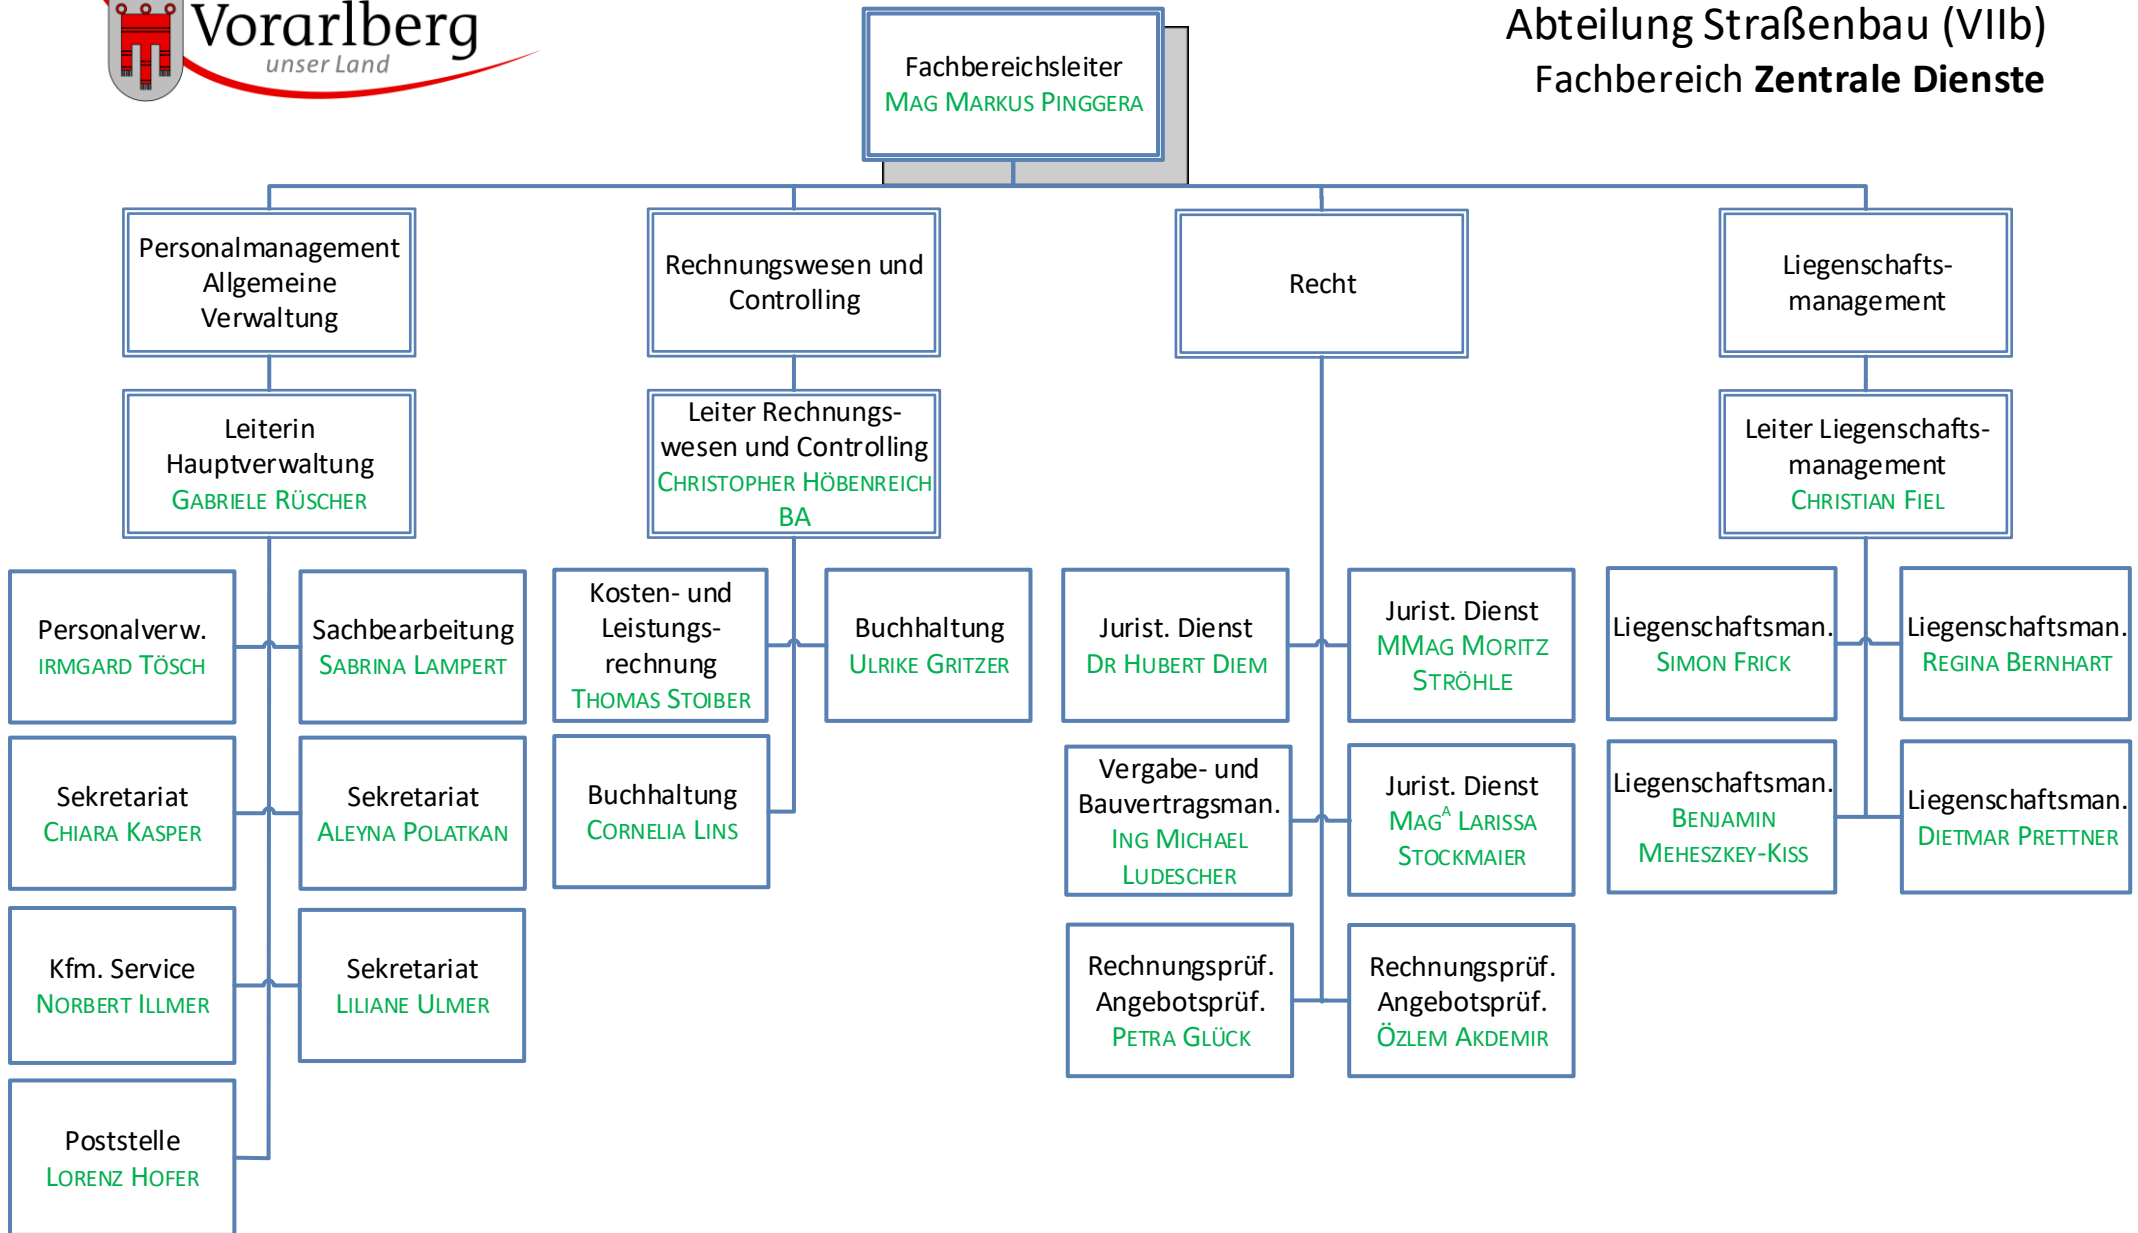 Vorarlberg
unser Land
Abteilung Straßenbau (VIIb)
Fachbereich Zentrale Dienste
Fachbereichsleiter
MAG MARKUS PINGGERA
Personalmanagement
Allgemeine
Verwaltung
Rechnungswesen und
Controlling
Recht
Liegenschafts-
management
Leiterin
Hauptverwaltung
GABRIELE RÜSCHER
Leiter Rechnungs-
wesen und Controlling
CHRISTOPHER HÖBENREICH
BA
Leiter Liegenschafts-
management
CHRISTIAN FIEL
Personalverw.
IRMGARD TÖSCH
Sachbearbeitung
SABRINA LAMPERT
Kosten- und
Leistungs-
rechnung
THOMAS STOIBER
Buchhaltung
ULRIKE GRITZER
Jurist. Dienst
DR HUBERT DIEM
Jurist. Dienst
MMAG MORITZ
STRÖHLE
Liegenschaftsman.
SIMON FRICK
Liegenschaftsman.
REGINA BERNHART
Sekretariat
CHIARA KASPER
Sekretariat
ALEYNA POLATKAN
Buchhaltung
CORNELIA LINS
Vergabe- und
Bauvertragsman.
ING MICHAEL
LUDESCHER
Jurist. Dienst
MAG^A LARISSA
STOCKMAIER
Liegenschaftsman.
BENJAMIN
MEHESZKEY-KISS
Liegenschaftsman.
DIETMAR PRETTNER
Kfm. Service
NORBERT ILLMER
Sekretariat
LILIANE ULMER
Rechnungsprüf.
Angebotsprüf.
PETRA GLÜCK
Rechnungsprüf.
Angebotsprüf.
ÖZLEM AKDEMIR
Poststelle
LORENZ HOFER